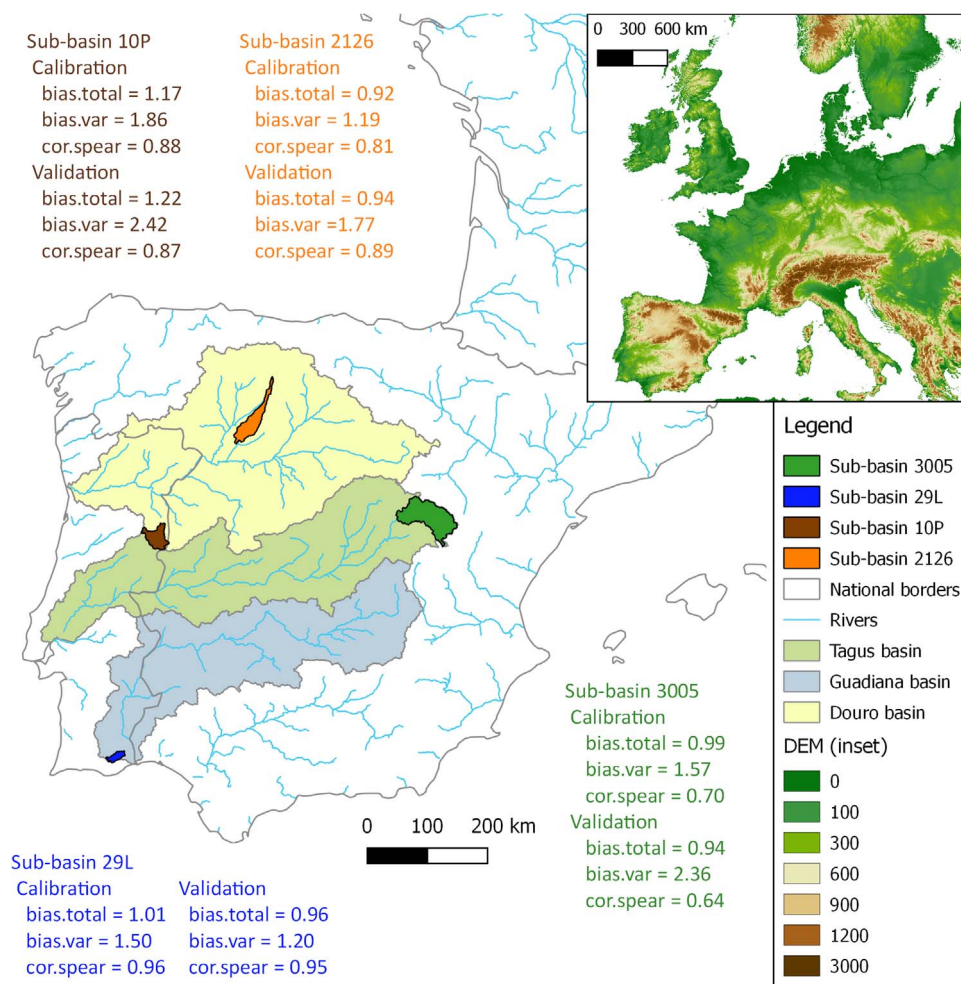 Sub-basin 10P
Calibration
bias.total = 1.17
bias.var = 1.86
cor.spear = 0.88
Validation
bias.total = 1.22
bias.var = 2.42
cor.spear = 0.87
Sub-basin 2126
Calibration
bias.total = 0.92
bias.var = 1.19
cor.spear = 0.81
Validation
bias.total = 0.94
bias.var =1.77
cor.spear = 0.89
0 300 600 km
Legend
Sub-basin 3005
Sub-basin 29L
Sub-basin 10P
Sub-basin 2126
National borders
Rivers
Tagus basin
Guadiana basin
Douro basin
DEM (inset)
0
100
300
600
900
1200
3000
Sub-basin 3005
Calibration
bias.total = 0.99
bias.var = 1.57
cor.spear = 0.70
Validation
bias.total = 0.94
bias.var = 2.36
cor.spear = 0.64
0 100 200 km
Sub-basin 29L
Calibration
bias.total = 1.01
bias.var = 1.50
cor.spear = 0.96
Validation
bias.total = 0.96
bias.var = 1.20
cor.spear = 0.95